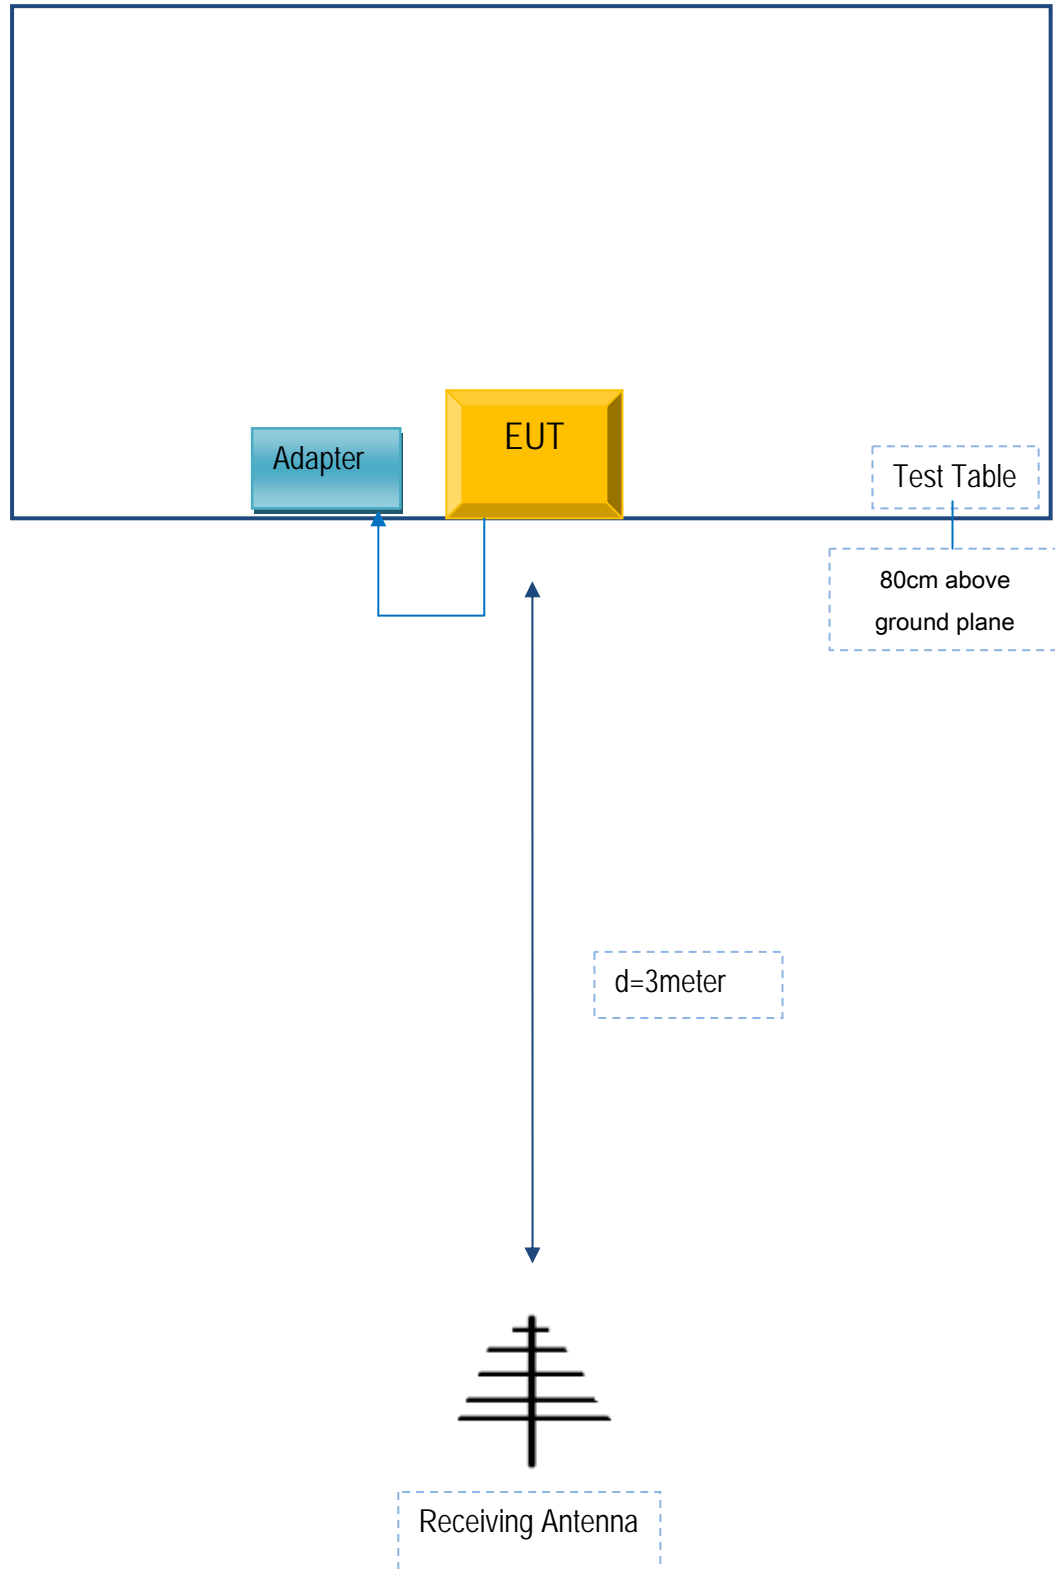 EUT
Adapter
Test Table
80cm above
ground plane
d=3meter
Receiving Antenna